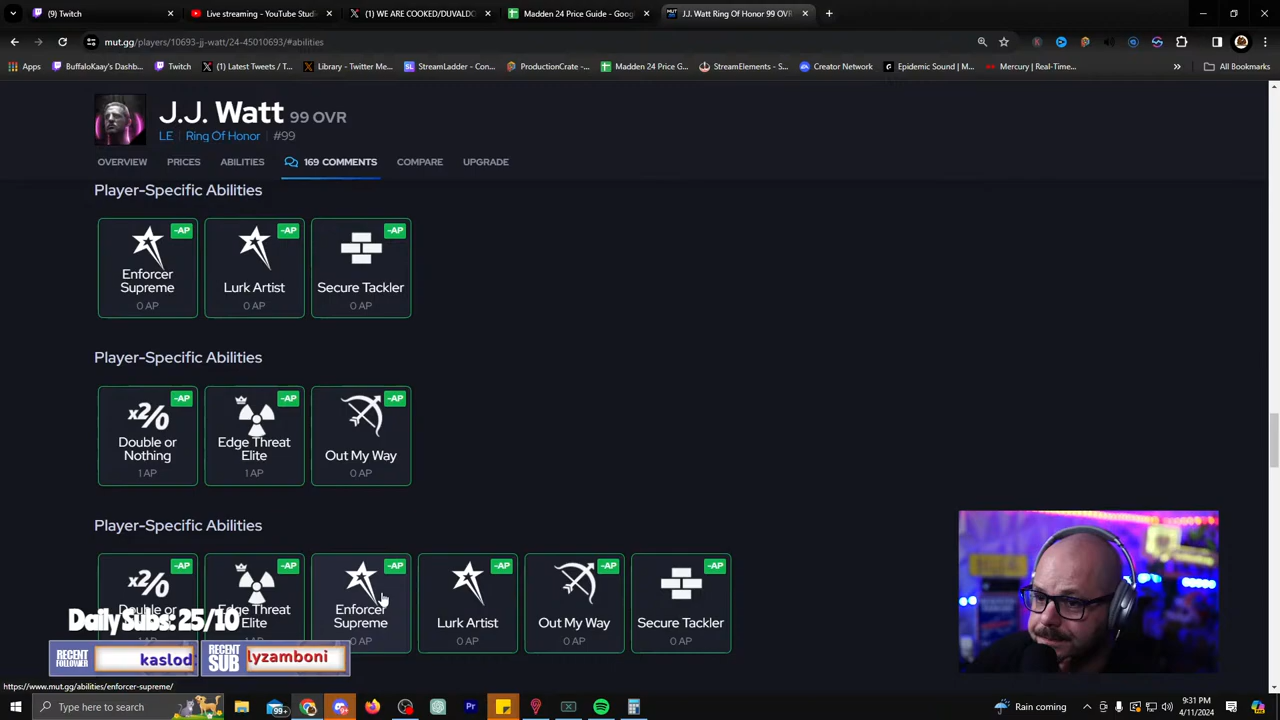 (9) Twitch
Live streaming - YouTube Studi
(1) WE ARE COOKED/DUVALDC
Madden 24 Price Guide - Goog
J.J. Watt Ring Of Honor 99 OVR
mut.gg/players/10693-jj-watt/24-45010693/#abilities
Apps
BuffaloKaay's Dashb...
Twitch
(1) Latest Tweets / T...
Library - Twitter Me...
StreamLadder - Con...
ProductionCrate - ...
Madden 24 Price G...
StreamElements - S...
Creator Network
Epidemic Sound | M...
Mercury | Real-Time...
All Bookmarks
J.J. Watt 99 OVR
LE | Ring Of Honor | #99
OVERVIEW PRICES ABILITIES 169 COMMENTS COMPARE UPGRADE
Player-Specific Abilities
-AP -AP -AP
Enforcer Supreme
Lurk Artist
Secure Tackler
0 AP 0 AP 0 AP
Player-Specific Abilities
-AP -AP -AP
x2/0
Double or Nothing
Edge Threat Elite
Out My Way
1 AP 1 AP 0 AP
Player-Specific Abilities
-AP -AP -AP -AP -AP -AP
x2/0
Double or
Edge Threat Elite
Enforcer Supreme
Lurk Artist
Out My Way
Secure Tackler
0 AP 0 AP 0 AP 0 AP
Daily Subs: 25/10
RECENT FOLLOWER kaslod
RECENT SUB lyzamboni
https://www.mut.gg/abilities/enforcer-supreme/
Type here to search
99+
Pr
Rain coming
9:31 PM
4/11/2024